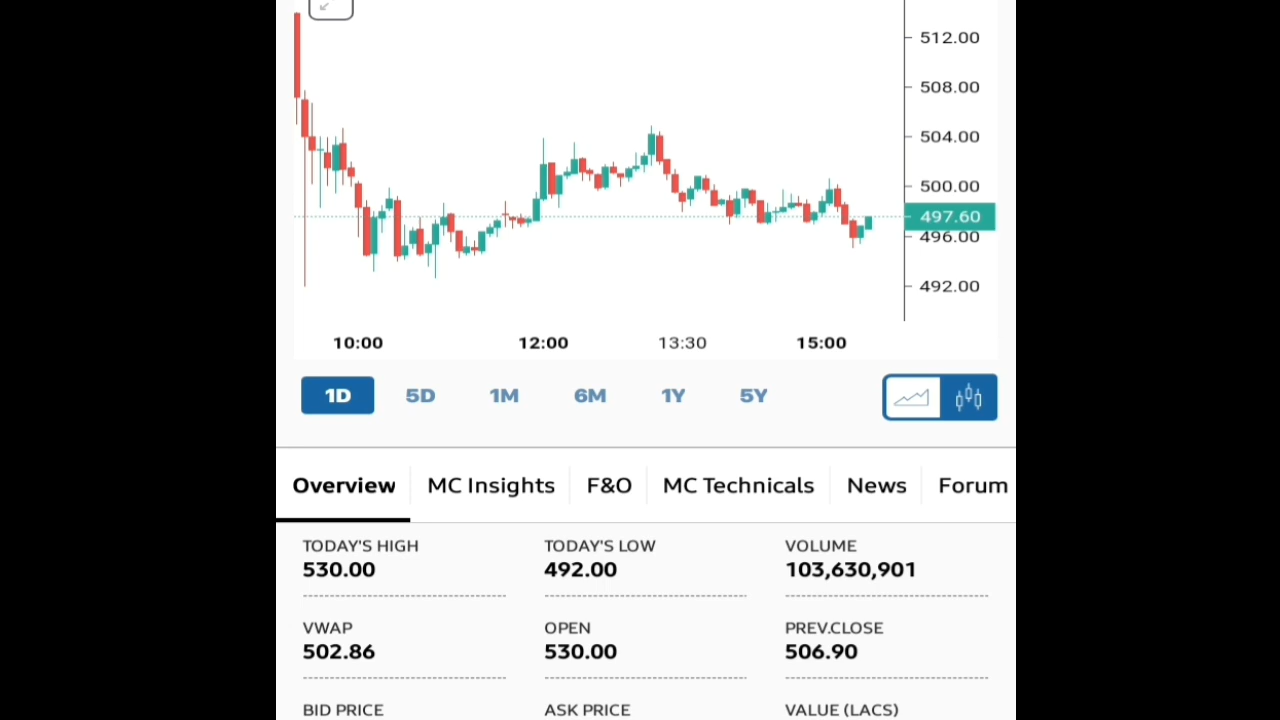 512.00
508.00
504.00
500.00
497.60
496.00
492.00
10:00 12:00 13:30 15:00
1D 5D 1M 6M 1Y 5Y
Overview MC Insights F&O MC Technicals News Forum
TODAY'S HIGH TODAY'S LOW VOLUME
530.00 492.00 103,630,901
VWAP OPEN PREV.CLOSE
502.86 530.00 506.90
BID PRICE ASK PRICE VALUE (LACS)